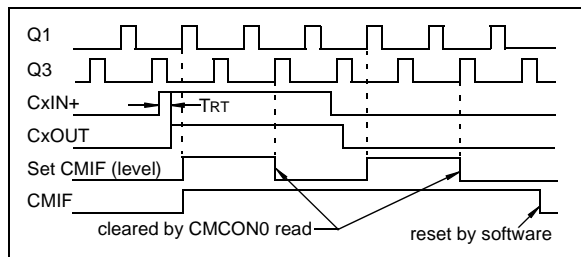 Q1
Q3
CxIN+
TRT
CxOUT
Set CMIF (level)
CMIF
cleared by CMCON0 read
reset by software